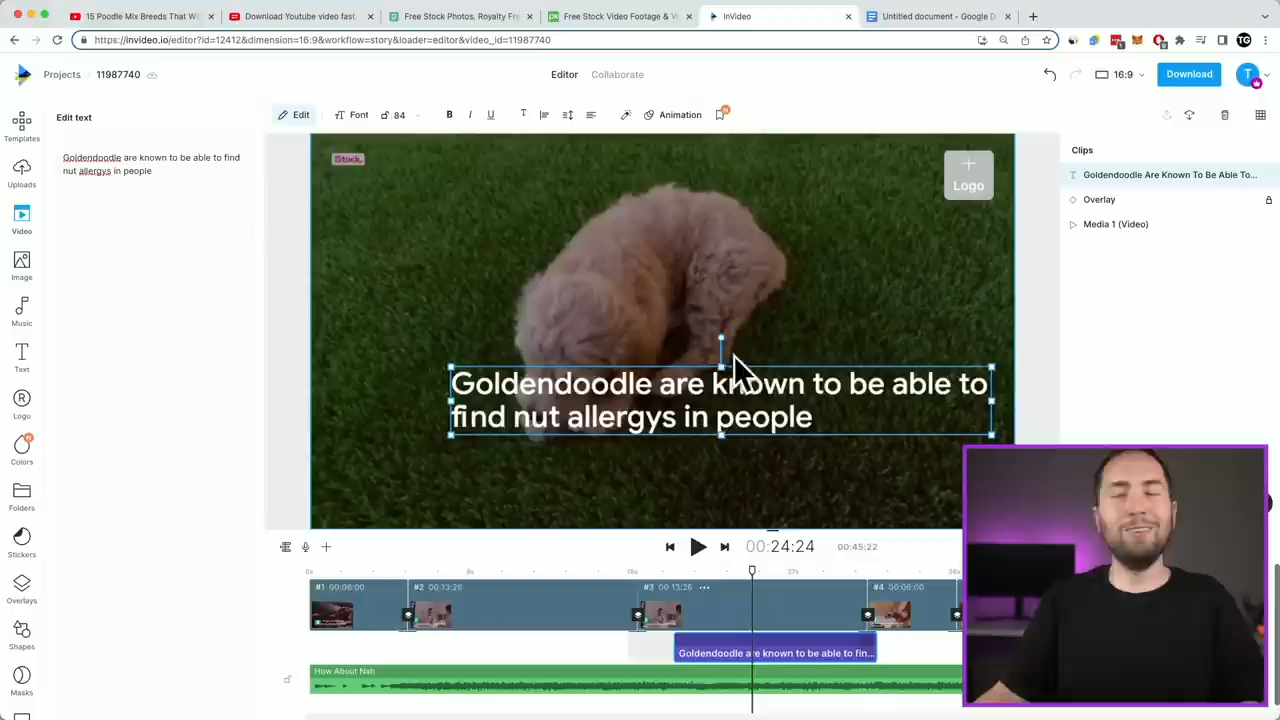 15 Poodle Mix Breeds That W
Download Youtube video fast,
Free Stock Photos, Royalty Fr
Free Stock Video Footage & V
InVideo
Untitled document - Google D
https://invideo.io/editor?id=12412&dimension=16:9&workflow=story&loader=editor&video_id=11987740
TG
Projects
11987740
Editor
Collaborate
16:9
Download
T
Templates
Uploads
Video
Image
Music
Text
Logo
Colors
Folders
Stickers
Overlays
Shapes
Masks
Edit text
Goldendoodle are known to be able to find
nut allergys in people
Edit
Font
84
B I U
Animation
iStock.
Logo
Goldendoodle are known to be able to
find nut allergys in people
Clips
Goldendoodle Are Known To Be Able To...
Overlay
Media 1 (Video)
00:24:24
00:45:22
0s 9s 18s 27s 36s
#1 00:06:00
#2 00:13:26
#3 00:13:26
#4 00:06:00
Goldendoodle are known to be able to fin...
How About Nah